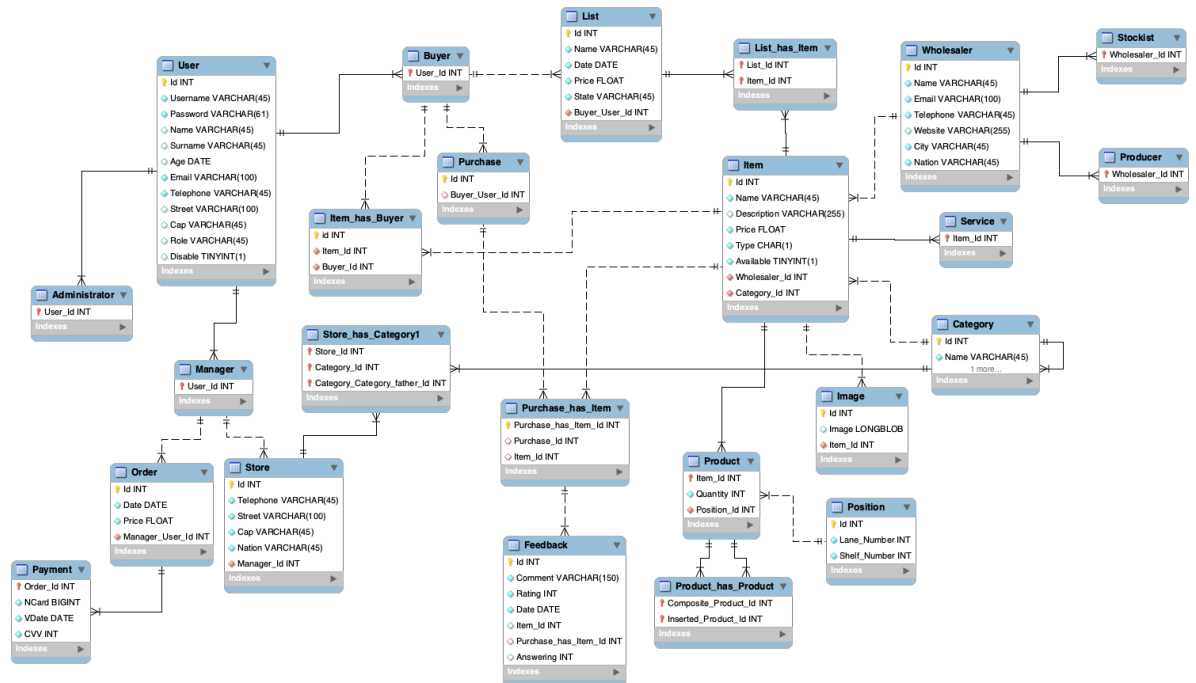 User
Id INT
Username VARCHAR(45)
Password VARCHAR(61)
Name VARCHAR(45)
Surname VARCHAR(45)
Age DATE
Email VARCHAR(100)
Telephone VARCHAR(45)
Street VARCHAR(100)
Cap VARCHAR(45)
Role VARCHAR(45)
Disable TINYINT(1)
Indexes
Buyer
User_Id INT
Indexes
List
Id INT
Name VARCHAR(45)
Date DATE
Price FLOAT
State VARCHAR(45)
Buyer_User_Id INT
Indexes
List_has_Item
List_Id INT
Item_Id INT
Indexes
Wholesaler
Id INT
Name VARCHAR(45)
Email VARCHAR(100)
Telephone VARCHAR(45)
Website VARCHAR(255)
City VARCHAR(45)
Nation VARCHAR(45)
Indexes
Stockist
Wholesaler_Id INT
Indexes
Producer
Wholesaler_Id INT
Indexes
Purchase
Id INT
Buyer_User_Id INT
Indexes
Item_has_Buyer
id INT
Item_Id INT
Buyer_Id INT
Indexes
Item
Id INT
Name VARCHAR(45)
Description VARCHAR(255)
Price FLOAT
Type CHAR(1)
Available TINYINT(1)
Wholesaler_Id INT
Category_Id INT
Indexes
Service
Item_Id INT
Indexes
Administrator
User_Id INT
Indexes
Store_has_Category1
Store_Id INT
Category_Id INT
Category_Category_father_Id INT
Indexes
Category
Id INT
Name VARCHAR(45)
1 more...
Indexes
Manager
User_Id INT
Indexes
Purchase_has_Item
Purchase_has_Item_Id INT
Purchase_Id INT
Item_Id INT
Indexes
Image
Id INT
Image LONGBLOB
Item_Id INT
Indexes
Order
Id INT
Date DATE
Price FLOAT
Manager_User_Id INT
Indexes
Store
Id INT
Telephone VARCHAR(45)
Street VARCHAR(100)
Cap VARCHAR(45)
Nation VARCHAR(45)
Manager_Id INT
Indexes
Product
Item_Id INT
Quantity INT
Position_Id INT
Indexes
Position
Id INT
Lane_Number INT
Shelf_Number INT
Indexes
Payment
Order_Id INT
NCard BIGINT
VDate DATE
CVV INT
Indexes
Feedback
Id INT
Comment VARCHAR(150)
Rating INT
Date DATE
Item_Id INT
Purchase_has_Item_Id INT
Answering INT
Indexes
Product_has_Product
Composite_Product_Id INT
Inserted_Product_Id INT
Indexes